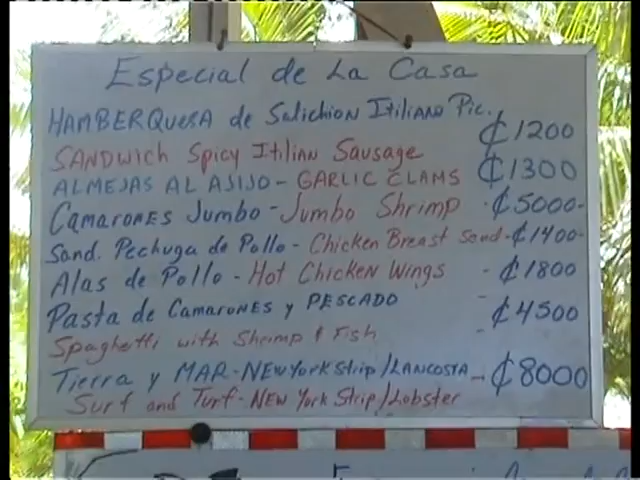 Especial de La Casa
HAMBERQUESA de Salichion Itiliano Pic. ₡1200
SANDWich Spicy Itilian Sausage
ALMEJAS AL ASIJO - GARLIC CLAMS ₡1300
Camarones Jumbo - Jumbo Shrimp - ₡5000-
Sand. Pechuga de Pollo - Chicken Breast Sand - ₡1400-
Alas de Pollo - Hot Chicken Wings - ₡1800
Pasta de Camarones y PESCADO - ₡4500
Spaghetti with Shrimp & Fish -
Tierra y MAR - NEW York Strip / LANGOSTA - ₡8000
Surf and Turf - NEW York Strip / Lobster